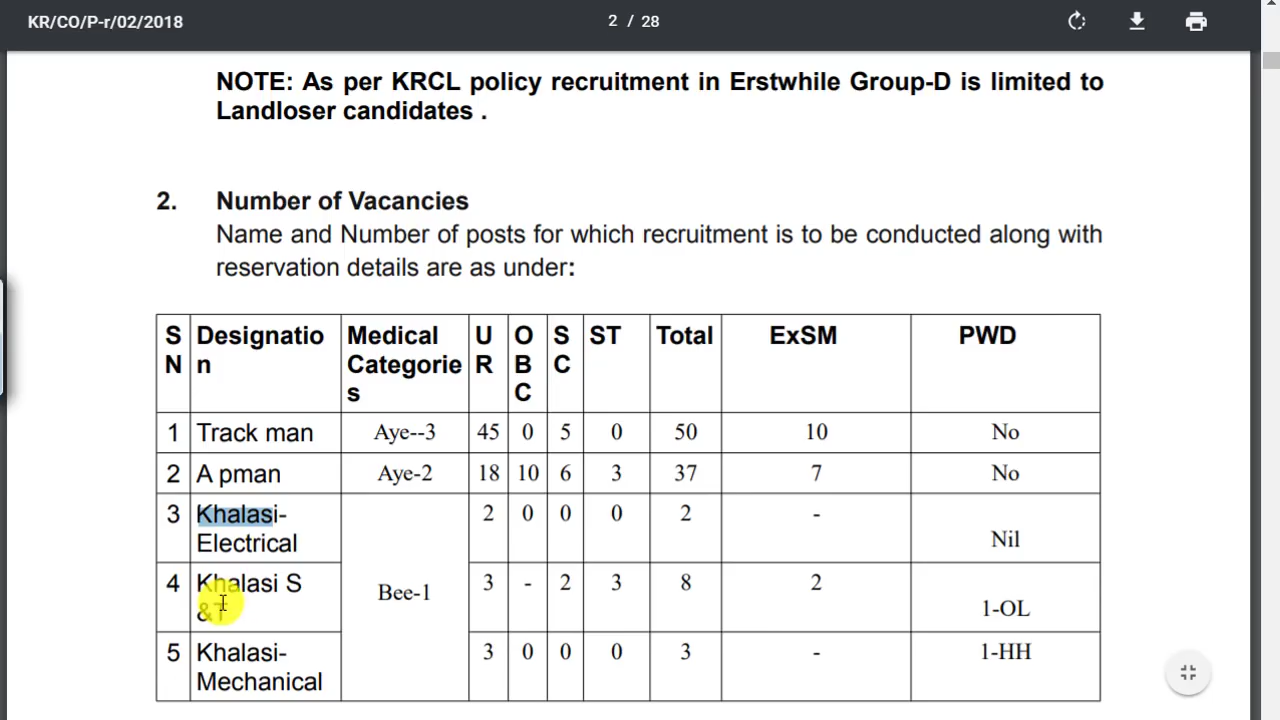 KR/CO/P-r/02/2018 2 / 28
NOTE: As per KRCL policy recruitment in Erstwhile Group-D is limited to
Landloser candidates .
2. Number of Vacancies
Name and Number of posts for which recruitment is to be conducted along with
reservation details are as under:
S N Designatio n Medical Categorie s U R O B C S C ST Total ExSM PWD
1 Track man Aye--3 45 0 5 0 50 10 No
2 A pman Aye-2 18 10 6 3 37 7 No
3 Khalasi- Electrical Bee-1 2 0 0 0 2 - Nil
4 Khalasi S &T 3 - 2 3 8 2 1-OL
5 Khalasi- Mechanical 3 0 0 0 3 - 1-HH